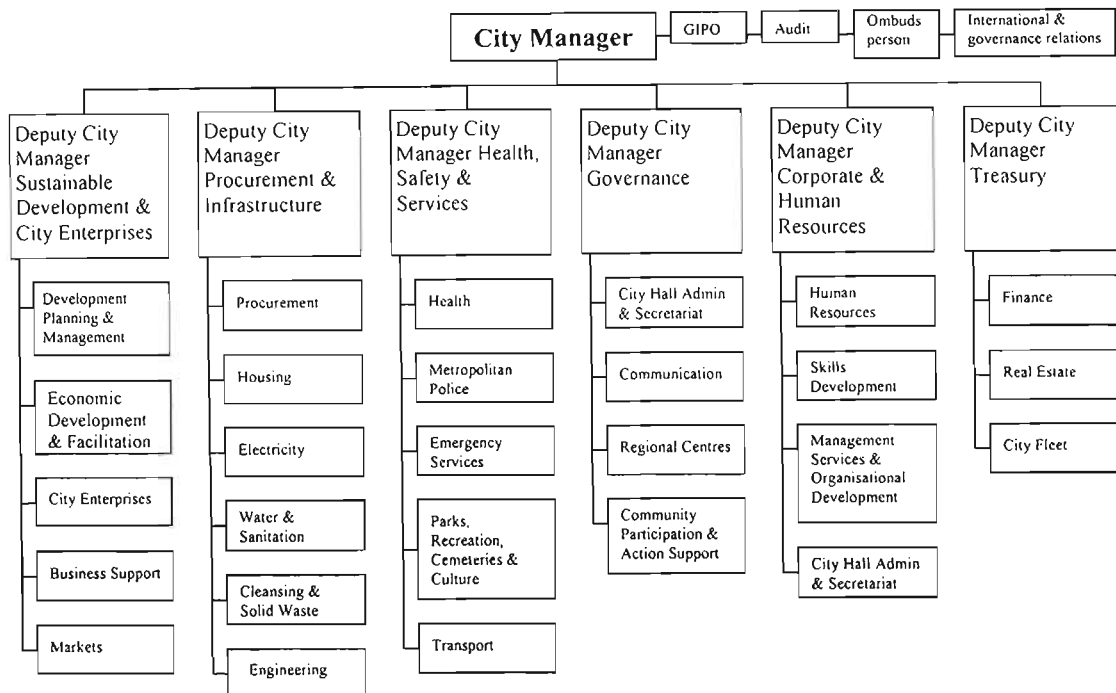 City Manager
GIPO
Audit
Ombuds
person
International &
governance relations
Deputy City
Manager
Sustainable
Development &
City Enterprises
Development
Planning &
Management
Economic
Development
& Facilitation
City Enterprises
Business Support
Markets
Deputy City
Manager
Procurement &
Infrastructure
Procurement
Housing
Electricity
Water &
Sanitation
Cleansing &
Solid Waste
Engineering
Deputy City
Manager Health,
Safety &
Services
Health
Metropolitan
Police
Emergency
Services
Parks,
Recreation,
Cemeteries &
Culture
Transport
Deputy City
Manager
Governance
City Hall Admin
& Secretariat
Communication
Regional Centres
Community
Participation &
Action Support
Deputy City
Manager
Corporate &
Human
Resources
Human
Resources
Skills
Development
Management
Services &
Organisational
Development
City Hall Admin
& Secretariat
Deputy City
Manager
Treasury
Finance
Real Estate
City Fleet